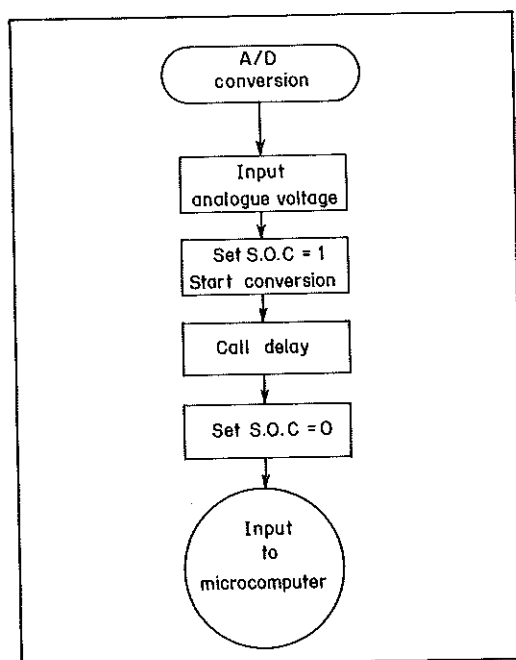 A/D
conversion
Input
analogue voltage
Set S.O.C = 1
Start conversion
Call delay
Set S.O.C = 0
Input
to
microcomputer